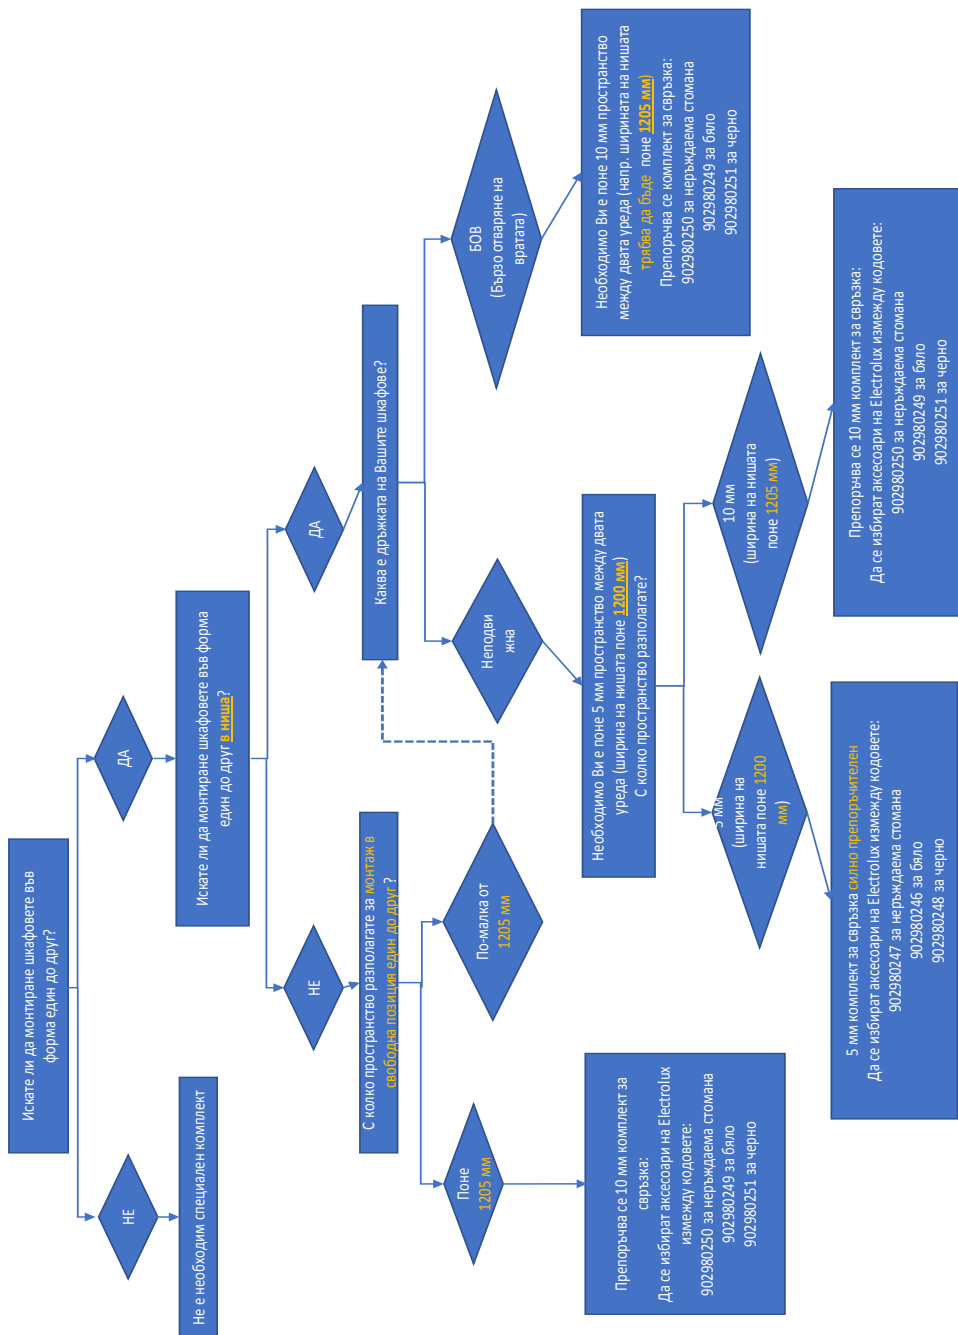 Искате ли да монтиране шкафовете във
форма един до друг?
НЕ
ДА
Не е необходим специален комплект
Искате ли да монтиране шкафовете във форма
един до друг в ниша?
НЕ
ДА
С колко пространство разполагате за монтаж в
свободна позиция един до друг ?
Каква е дръжката на Вашите шкафове?
Поне
1205 мм
По-малка от
1205 мм
Неподви
жна
БОВ
(Бързо отваряне на
вратата)
Препоръчва се 10 мм комплект за
свръзка:
Да се избират аксесоари на Electrolux
измежду кодовете:
902980250 за неръждаема стомана
902980249 за бяло
902980251 за черно
Необходимо Ви е поне 5 мм пространство между двата
уреда (ширина на нишата поне 1200 мм)
С колко пространство разполагате?
Необходимо Ви е поне 10 мм пространство
между двата уреда (напр. ширината на нишата
трябва да бъде поне 1205 мм)
Препоръчва се комплект за свръзка:
902980250 за неръждаема стомана
902980249 за бяло
902980251 за черно
5 мм
(ширина на
нишата поне 1200
мм)
10 мм
(ширина на нишата
поне 1205 мм)
5 мм комплект за свръзка силно препоръчителен
Да се избират аксесоари на Electrolux измежду кодовете:
902980247 за неръждаема стомана
902980246 за бяло
902980248 за черно
Препоръчва се 10 мм комплект за свръзка:
Да се избират аксесоари на Electrolux измежду кодовете:
902980250 за неръждаема стомана
902980249 за бяло
902980251 за черно